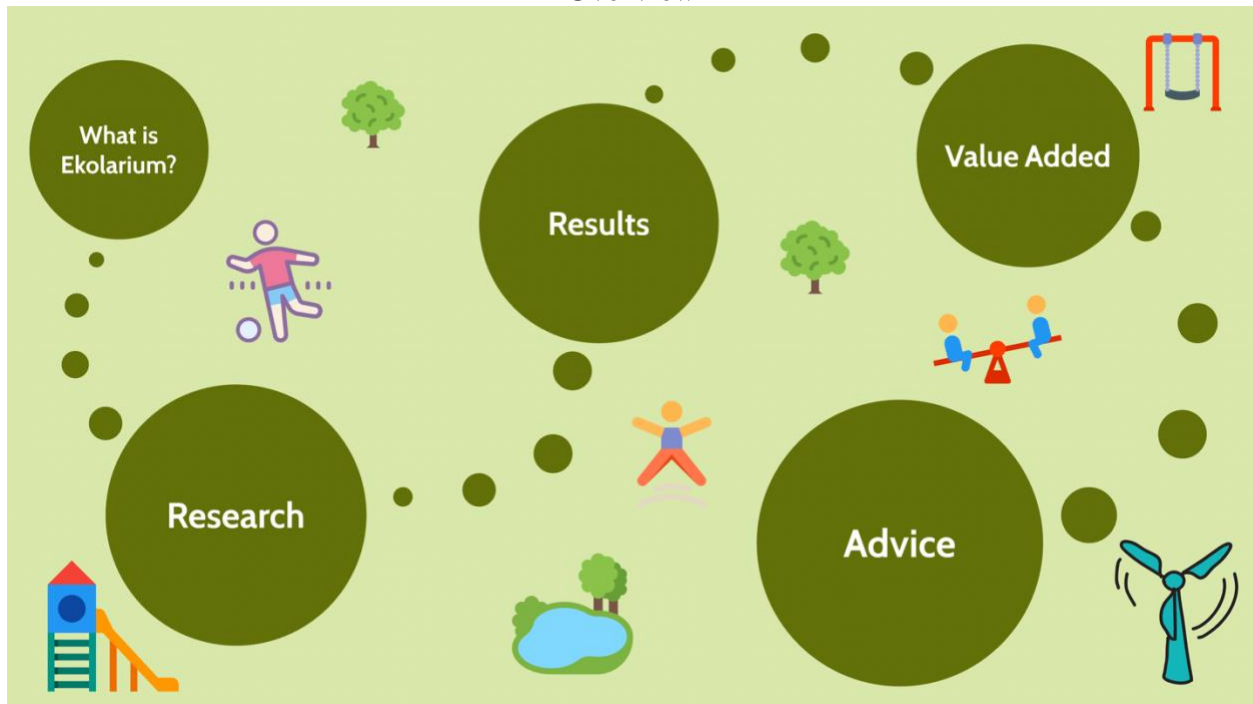 What is
Ekolarium?
Research
Results
Value Added
Advice